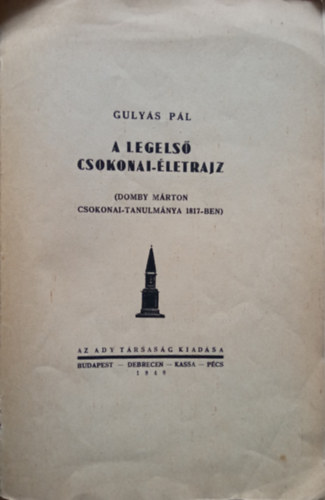 GULYÁS PÁL
A LEGELSŐ
CSOKONAI-ÉLETRAJZ
(DOMBY MÁRTON
CSOKONAI-TANULMÁNYA 1817-BEN)
AZ ADY TÁRSASÁG KIADÁSA
BUDAPEST — DEBRECEN — KASSA — PÉCS